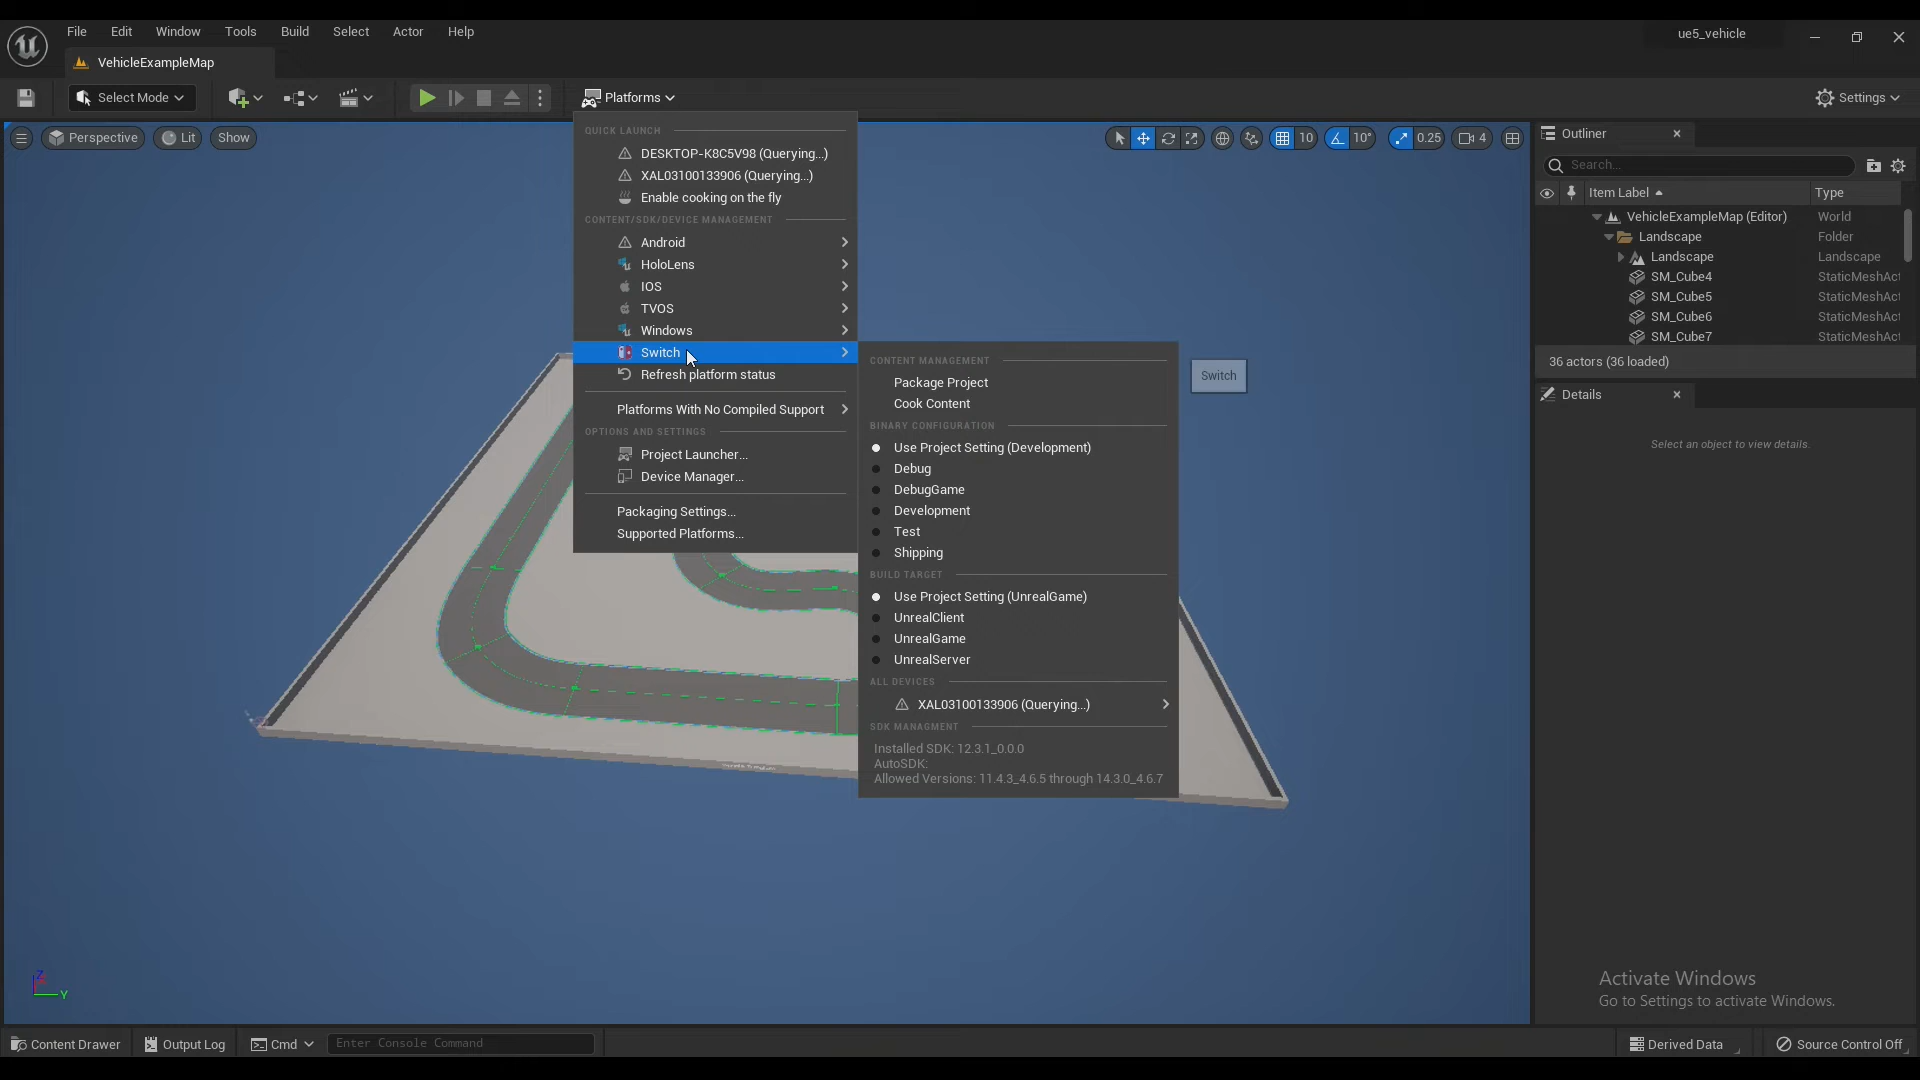 File Edit Window Tools Build Select Actor Help
ue5_vehicle
VehicleExampleMap
Select Mode
Platforms
Settings
Perspective
Lit
Show
10
10°
0.25
4
QUICK LAUNCH
DESKTOP-K8C5V98 (Querying...)
XAL03100133906 (Querying...)
Enable cooking on the fly
CONTENT/SDK/DEVICE MANAGEMENT
Android
HoloLens
IOS
TVOS
Windows
Switch
Refresh platform status
Platforms With No Compiled Support
OPTIONS AND SETTINGS
Project Launcher...
Device Manager...
Packaging Settings...
Supported Platforms...
CONTENT MANAGEMENT
Package Project
Cook Content
BINARY CONFIGURATION
Use Project Setting (Development)
Debug
DebugGame
Development
Test
Shipping
BUILD TARGET
Use Project Setting (UnrealGame)
UnrealClient
UnrealGame
UnrealServer
ALL DEVICES
XAL03100133906 (Querying...)
SDK MANAGMENT
Installed SDK: 12.3.1_0.0.0
AutoSDK:
Allowed Versions: 11.4.3_4.6.5 through 14.3.0_4.6.7
Switch
Outliner
Search...
Item Label Type
VehicleExampleMap (Editor) World
Landscape Folder
Landscape Landscape
SM_Cube4 StaticMeshAct
SM_Cube5 StaticMeshAct
SM_Cube6 StaticMeshAct
SM_Cube7 StaticMeshAct
36 actors (36 loaded)
Details
Select an object to view details.
Z
Y
Activate Windows
Go to Settings to activate Windows.
Content Drawer
Output Log
Cmd
Enter Console Command
Derived Data
Source Control Off